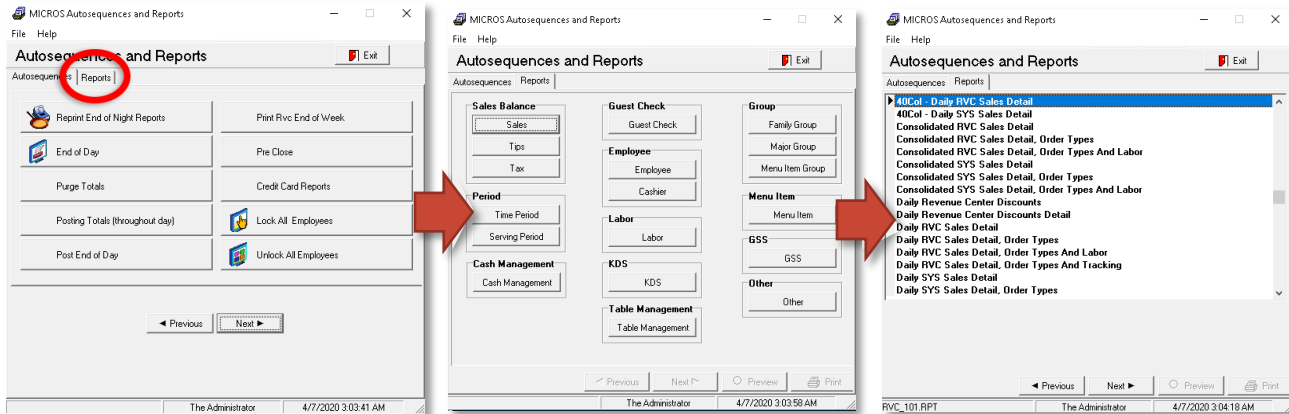 MICROS Autosequences and Reports
File Help
Autosequences and Reports
Exit
Autosequences Reports
Reprint End of Night Reports
Print Rvc End of Week
End of Day
Pre Close
Purge Totals
Credit Card Reports
Posting Totals (throughout day)
Lock All Employees
Post End of Day
Unlock All Employees
Previous Next
The Administrator 4/7/2020 3:03:41 AM
MICROS Autosequences and Reports
File Help
Autosequences and Reports
Exit
Autosequences Reports
Sales Balance
Sales
Tips
Tax
Period
Time Period
Serving Period
Cash Management
Cash Management
Guest Check
Guest Check
Employee
Employee
Cashier
Labor
Labor
KDS
KDS
Table Management
Table Management
Group
Family Group
Major Group
Menu Item Group
Menu Item
Menu Item
GSS
GSS
Other
Other
Previous Next Preview Print
The Administrator 4/7/2020 3:03:58 AM
MICROS Autosequences and Reports
File Help
Autosequences and Reports
Exit
Autosequences Reports
40Col - Daily RVC Sales Detail
40Col - Daily SYS Sales Detail
Consolidated RVC Sales Detail
Consolidated RVC Sales Detail, Order Types
Consolidated RVC Sales Detail, Order Types And Labor
Consolidated SYS Sales Detail
Consolidated SYS Sales Detail, Order Types
Consolidated SYS Sales Detail, Order Types And Labor
Daily Revenue Center Discounts
Daily Revenue Center Discounts Detail
Daily RVC Sales Detail
Daily RVC Sales Detail, Order Types
Daily RVC Sales Detail, Order Types And Labor
Daily RVC Sales Detail, Order Types And Tracking
Daily SYS Sales Detail
Daily SYS Sales Detail, Order Types
Previous Next Preview Print
RVC_101.RPT The Administrator 4/7/2020 3:04:18 AM